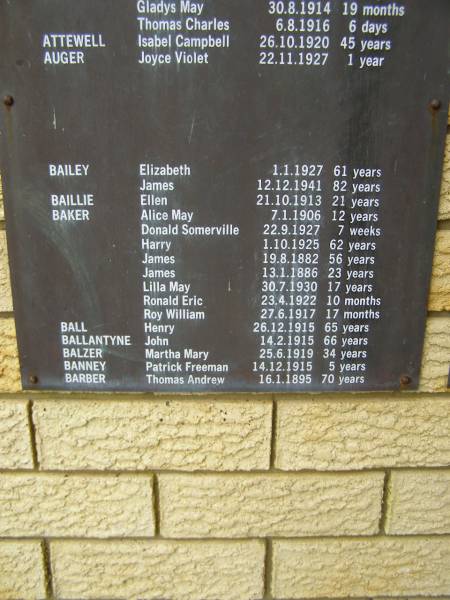 Gladys May 30.8.1914 19 months
Thomas Charles 6.8.1916 6 days
ATTEWELL Isabel Campbell 26.10.1920 45 years
AUGER Joyce Violet 22.11.1927 1 year
BAILEY Elizabeth 1.1.1927 61 years
James 12.12.1941 82 years
BAILLIE Ellen 21.10.1913 21 years
BAKER Alice May 7.1.1906 12 years
Donald Somerville 22.9.1927 7 weeks
Harry 1.10.1925 62 years
James 19.8.1882 56 years
James 13.1.1886 23 years
Lilla May 30.7.1930 17 years
Ronald Eric 23.4.1922 10 months
Roy William 27.6.1917 17 months
BALL Henry 26.12.1915 65 years
BALLANTYNE John 14.2.1915 66 years
BALZER Martha Mary 25.6.1919 34 years
BANNEY Patrick Freeman 14.12.1915 5 years
BARBER Thomas Andrew 16.1.1895 70 years